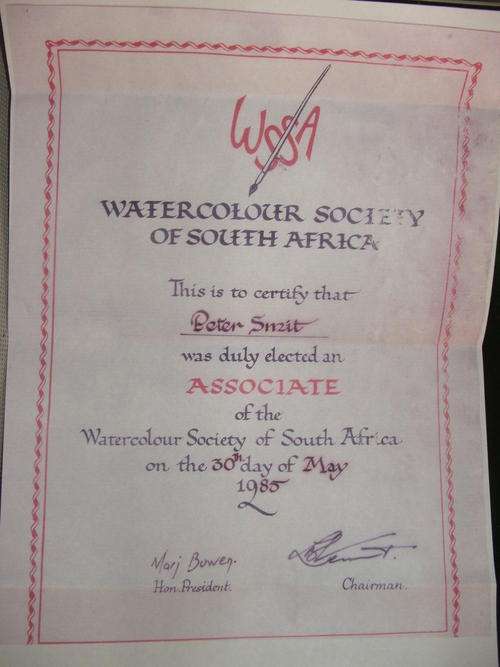 WSSA
WATERCOLOUR SOCIETY
OF SOUTH AFRICA
This is to certify that
Peter Smit
was duly elected an
ASSOCIATE
of the
Watercolour Society of South Africa
on the 30th day of May
1985
Marj Bowen.
Hon. President.
Chairman.